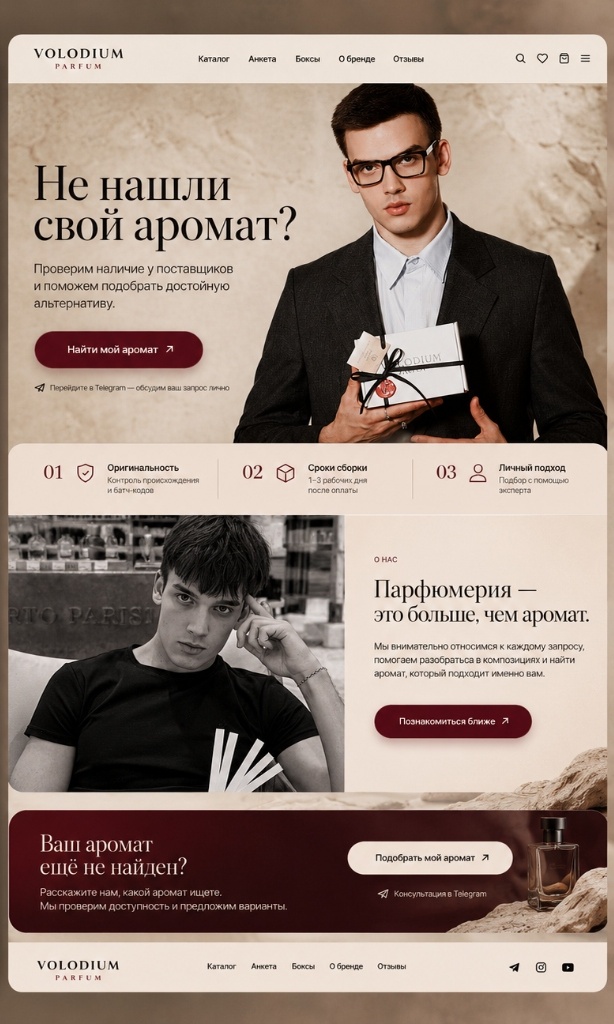 VOLODIUM
PARFUM
Каталог Анкета Боксы О бренде Отзывы
Не нашли
свой аромат?
Проверим наличие у поставщиков
и поможем подобрать достойную
альтернативу.
Найти мой аромат
Перейдите в Telegram — обсудим ваш запрос лично
VOLODIUM
01 Оригинальность
Контроль происхождения
и батч-кодов
02 Сроки сборки
1–3 рабочих дня
после оплаты
03 Личный подход
Подбор с помощью
эксперта
PARIS
О НАС
Парфюмерия —
это больше, чем аромат.
Мы внимательно относимся к каждому запросу,
помогаем разобраться в композициях и найти
аромат, который подходит именно вам.
Познакомиться ближе
Ваш аромат
ещё не найден?
Расскажите нам, какой аромат ищете.
Мы проверим доступность и предложим варианты.
Подобрать мой аромат
Консультация в Telegram
VOLODIUM
PARFUM
Каталог Анкета Боксы О бренде Отзывы